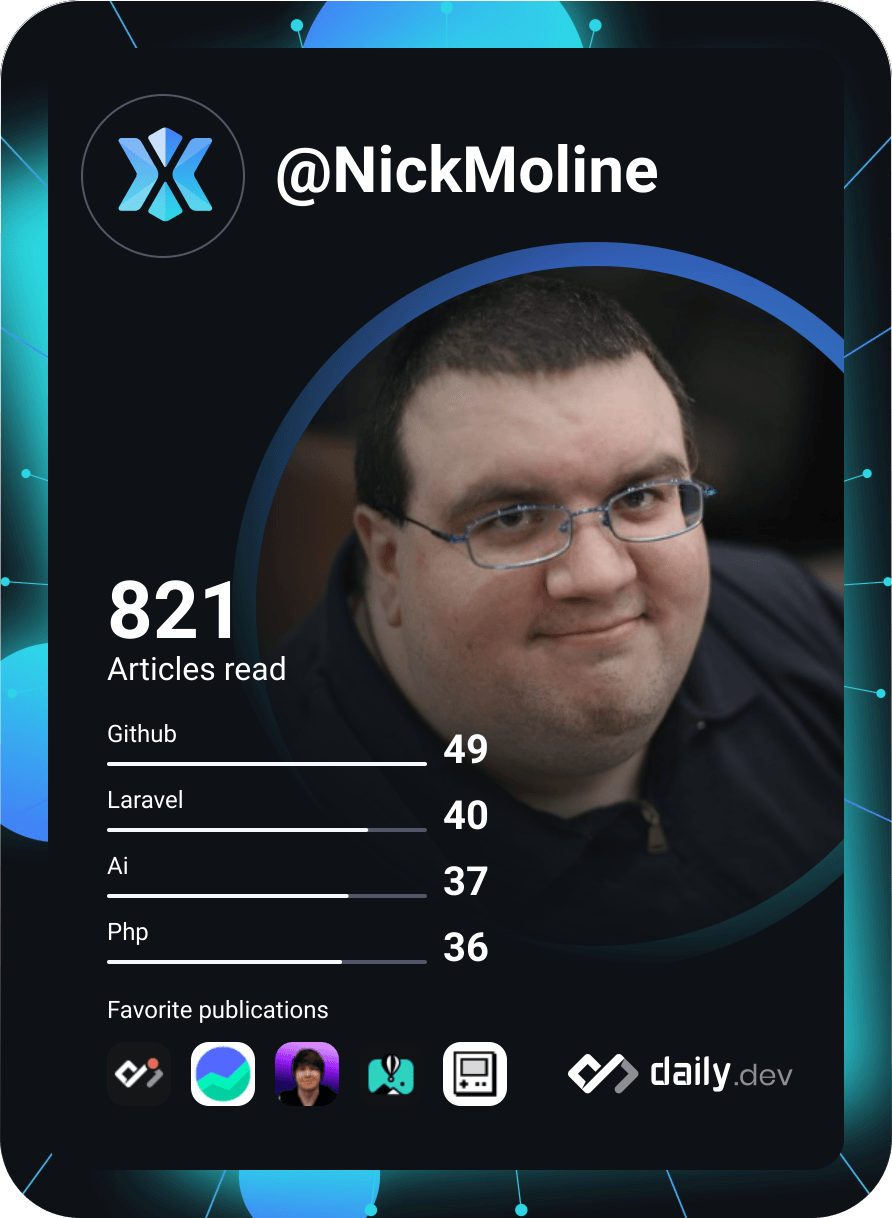 @NickMoline
821
Articles read
Github
49
Laravel
40
Ai
37
Php
36
Favorite publications
daily.dev